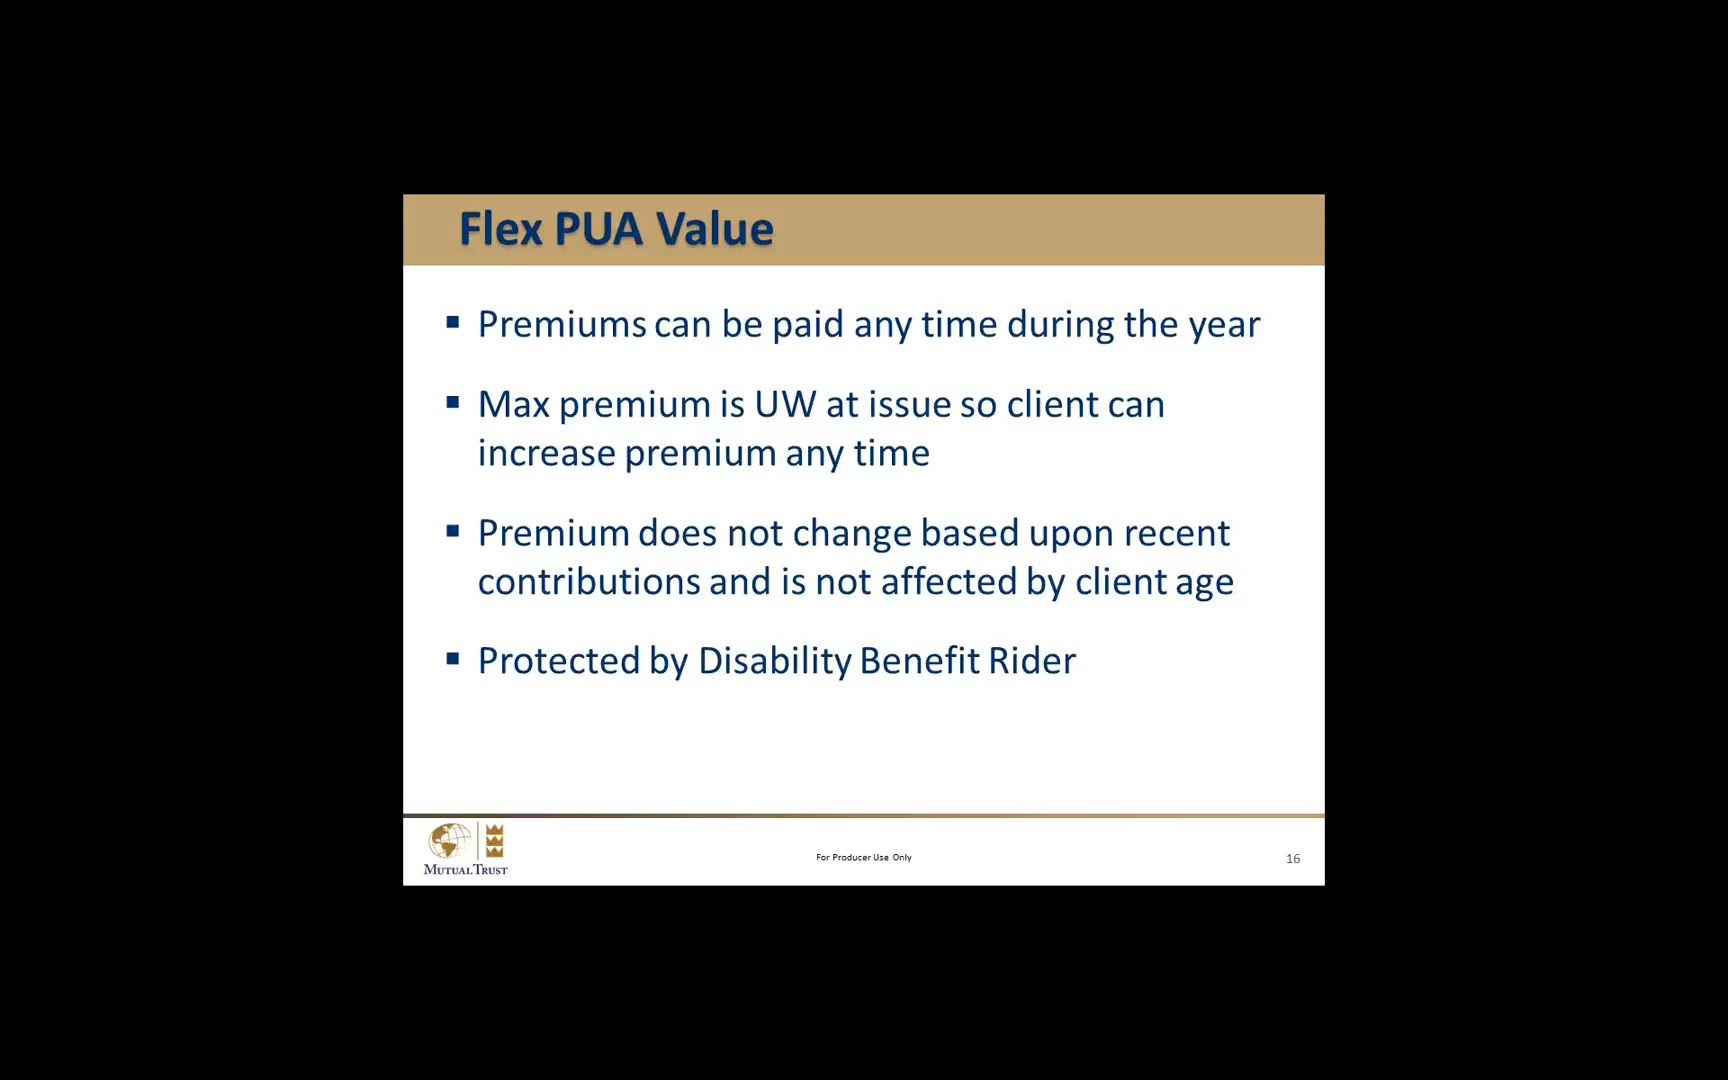 Flex PUA Value
▪ Premiums can be paid any time during the year
▪ Max premium is UW at issue so client can
increase premium any time
▪ Premium does not change based upon recent
contributions and is not affected by client age
▪ Protected by Disability Benefit Rider
MUTUAL TRUST
For Producer Use Only
16